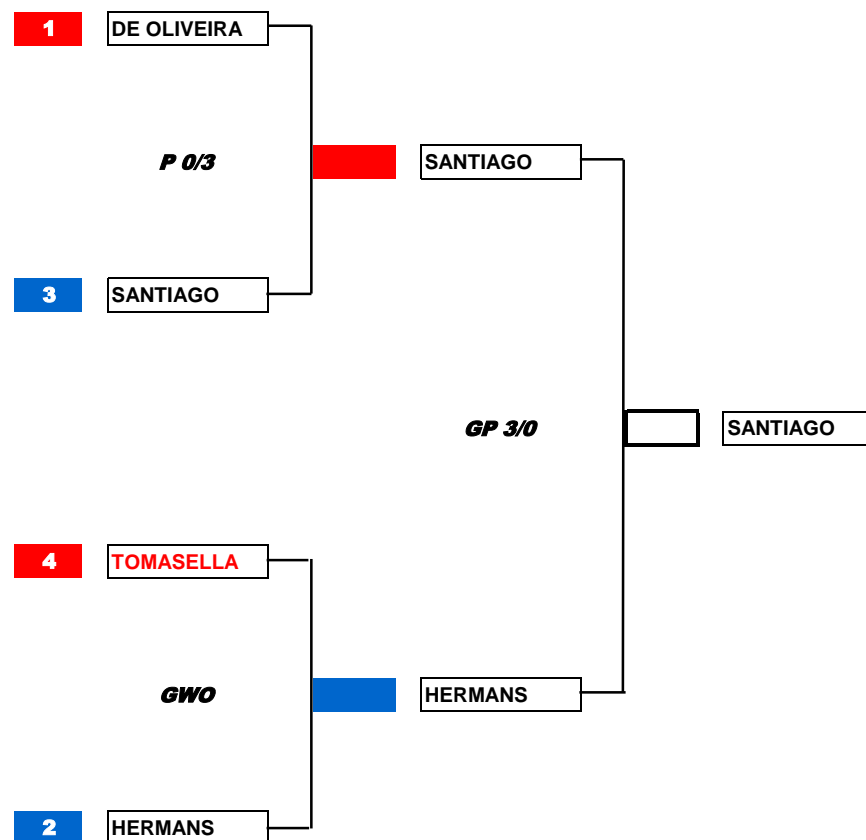 1 DE OLIVEIRA
P 0/3
SANTIAGO
3 SANTIAGO
GP 3/0
SANTIAGO
4 TOMASELLA
GWO
HERMANS
2 HERMANS